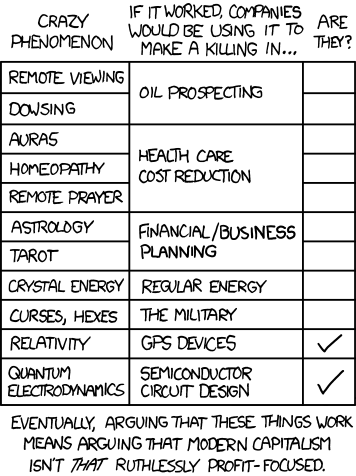 CRAZY PHENOMENON
IF IT WORKED, COMPANIES WOULD BE USING IT TO MAKE A KILLING IN...
ARE THEY?
REMOTE VIEWING
OIL PROSPECTING
DOWSING
AURAS
HEALTH CARE COST REDUCTION
HOMEOPATHY
REMOTE PRAYER
ASTROLOGY
FINANCIAL/BUSINESS PLANNING
TAROT
CRYSTAL ENERGY
REGULAR ENERGY
CURSES, HEXES
THE MILITARY
RELATIVITY
GPS DEVICES
✓
QUANTUM ELECTRODYNAMICS
SEMICONDUCTOR CIRCUIT DESIGN
✓
EVENTUALLY, ARGUING THAT THESE THINGS WORK
MEANS ARGUING THAT MODERN CAPITALISM
ISN'T THAT RUTHLESSLY PROFIT-FOCUSED.